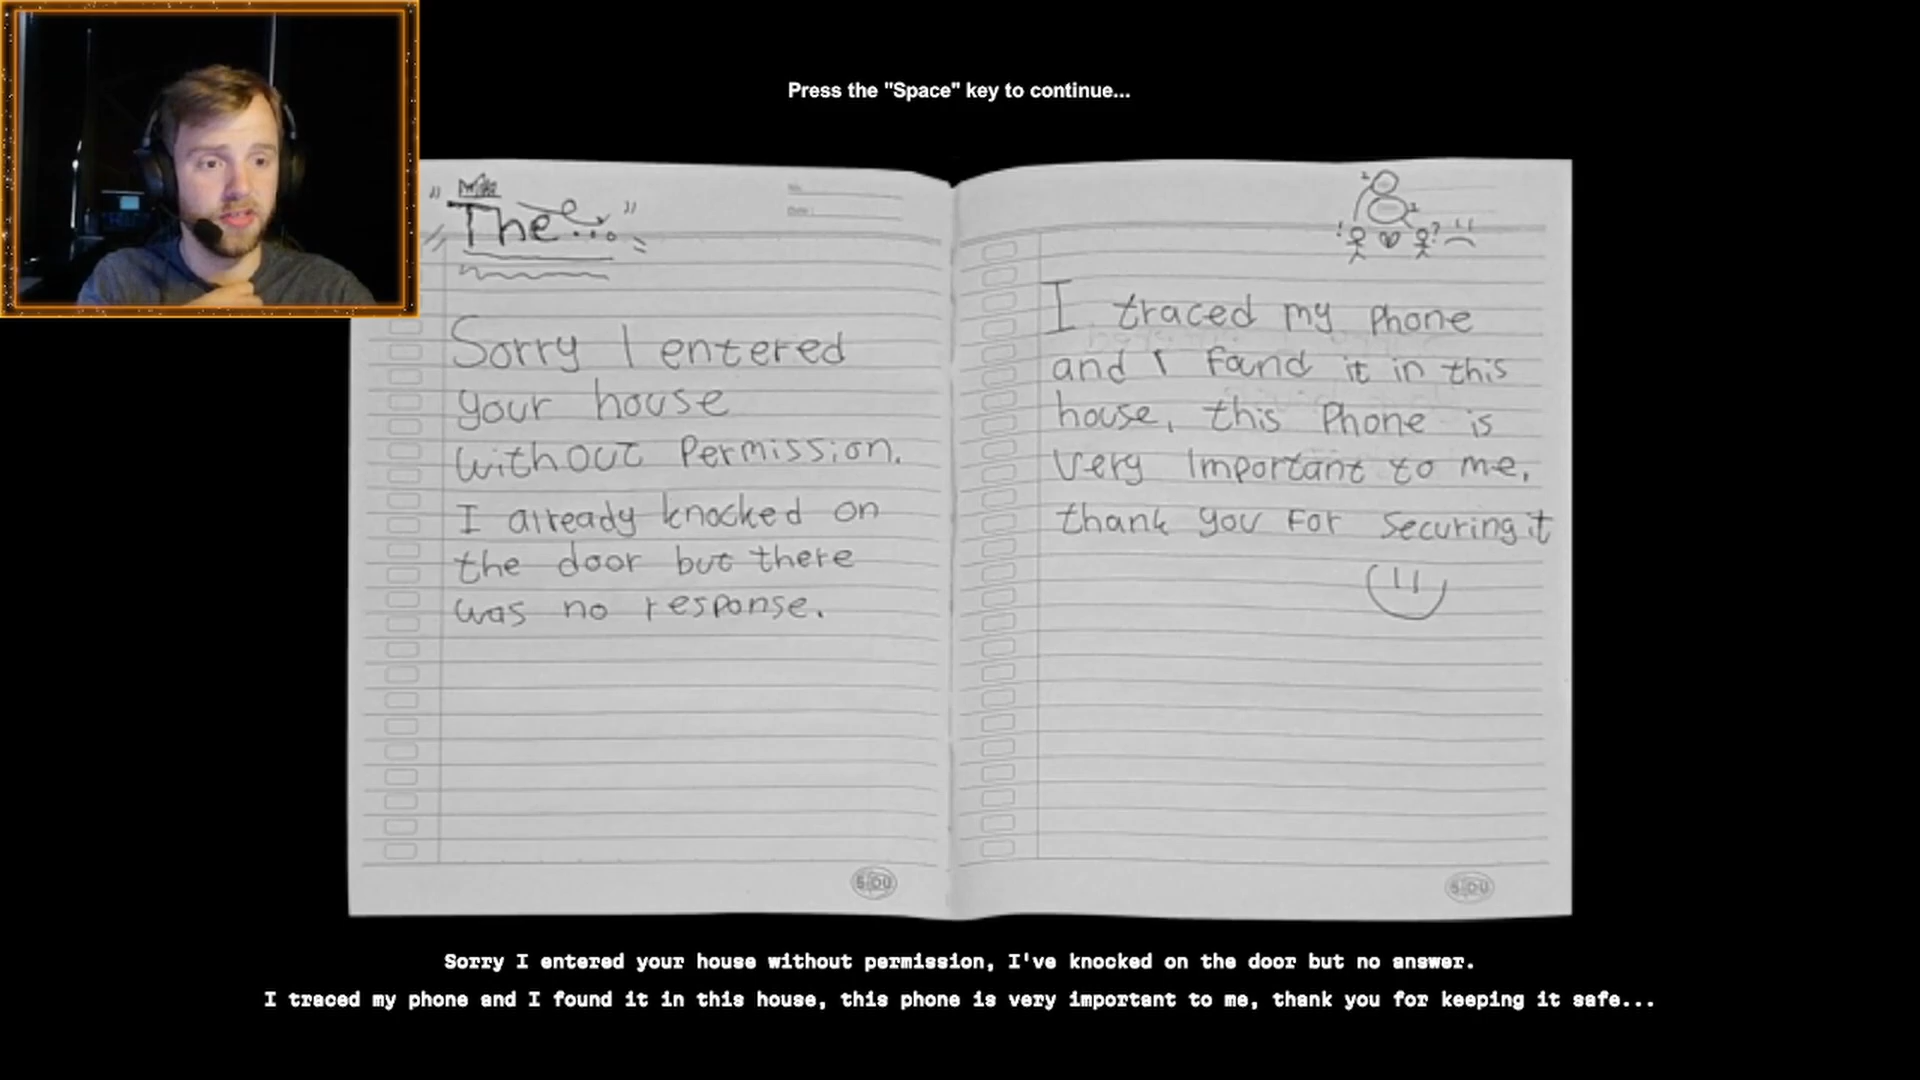 Press the "Space" key to continue...
The...
Sorry I entered
your house
without Permission.
I already knocked on
the door but there
was no response.
I traced my phone
and I found it in this
house, this Phone is
Very Important to me,
thank you For Securing it
SiDU
SiDU
Sorry I entered your house without permission, I've knocked on the door but no answer.
I traced my phone and I found it in this house, this phone is very important to me, thank you for keeping it safe...